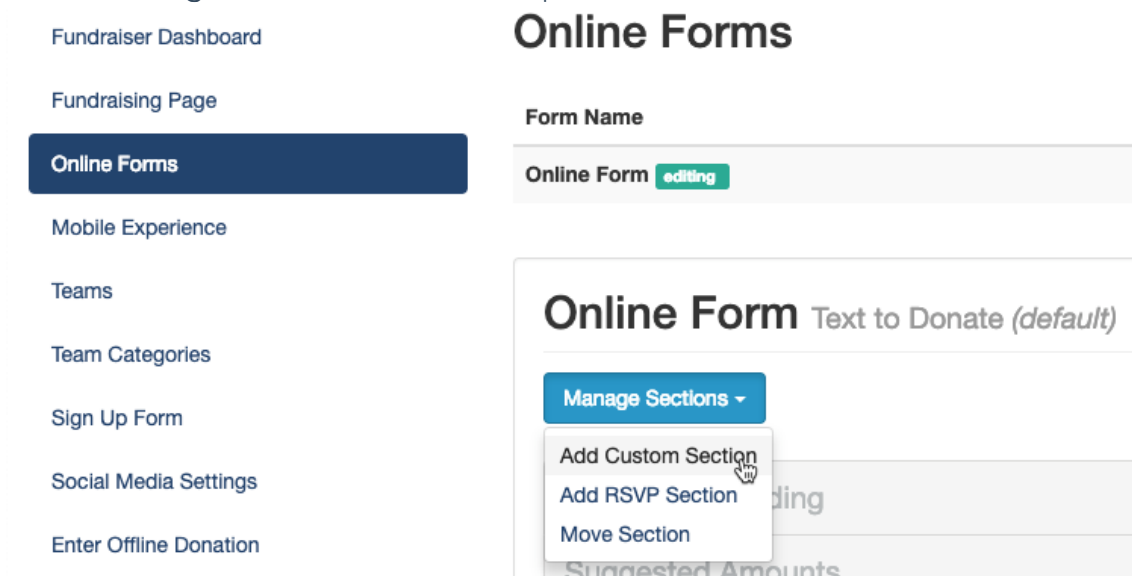 Fundraiser Dashboard
Fundraising Page
Online Forms
Mobile Experience
Teams
Team Categories
Sign Up Form
Social Media Settings
Enter Offline Donation
Online Forms
Form Name
Online Form editing
Online Form Text to Donate (default)
Manage Sections
Add Custom Section
Add RSVP Section
Move Section
Suggested Amounts